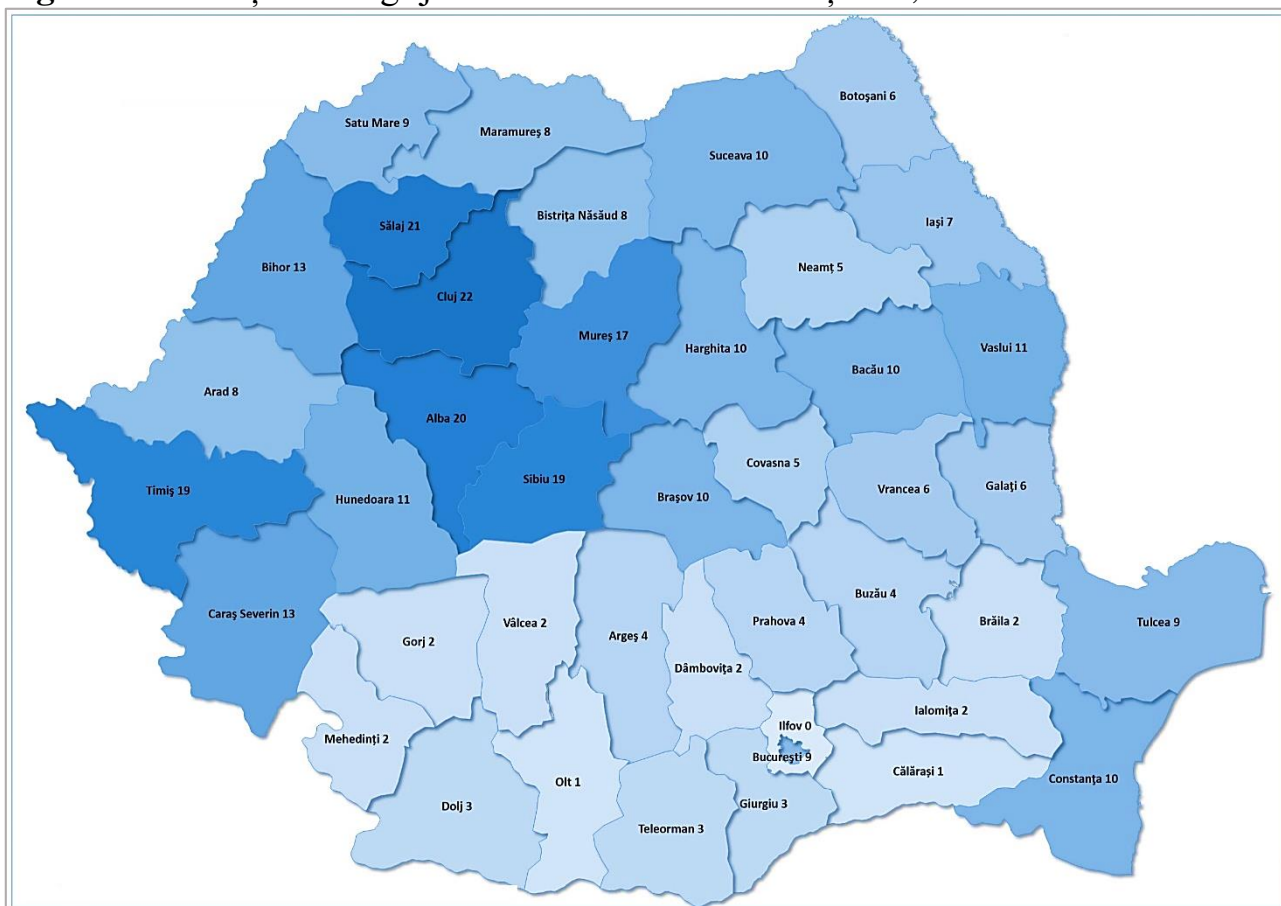 Botoşani 6
Satu Mare 9
Maramureş 8
Suceava 10
Bistriţa Năsăud 8
Iaşi 7
Sălaj 21
Neamț 5
Bihor 13
Cluj 22
Mureş 17
Harghita 10
Vaslui 11
Bacău 10
Arad 8
Alba 20
Covasna 5
Sibiu 19
Timiş 19
Hunedoara 11
Braşov 10
Vrancea 6
Galaţi 6
Caraş Severin 13
Buzău 4
Vâlcea 2
Prahova 4
Brăila 2
Tulcea 9
Gorj 2
Argeş 4
Dâmboviţa 2
Ialomiţa 2
Ilfov 0
Mehedinți 2
Bucureşti 9
Călărași 1
Constanţa 10
Olt 1
Dolj 3
Giurgiu 3
Teleorman 3